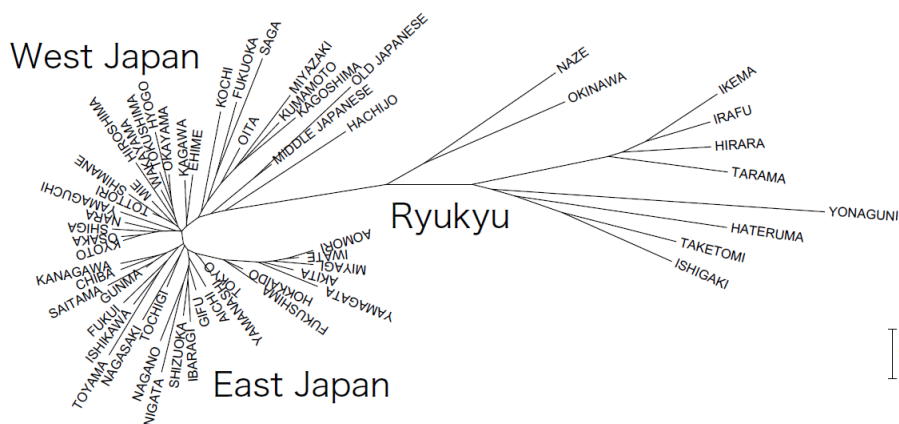 West Japan
HIROSHIMA
WAKAYAMA
TOKUSHIMA
HYOGO
OKAYAMA
KAGAWA
EHIME
KOCHI
FUKUOKA
SAGA
OITA
MIYAZAKI
KUMAMOTO
KAGOSHIMA
OLD JAPANESE
MIDDLE JAPANESE
HACHIJO
NAZE
OKINAWA
IKEMA
IRAFU
HIRARA
TARAMA
YONAGUNI
HATERUMA
TAKETOMI
ISHIGAKI
Ryukyu
MIE
SHIMANE
TOTTORI
YAMAGUCHI
NARA
SHIGA
OSAKA
KYOTO
KANAGAWA
CHIBA
SAITAMA
GUNMA
FUKUI
ISHIKAWA
TOYAMA
NAGASAKI
TOCHIGI
NAGANO
NIGATA
SHIZUOKA
IBARAGI
GIFU
AICHI
YAMANASHI
TOKYO
FUKUSHIMA
HOKKAIDO
YAMAGATA
AKITA
MIYAGI
IWATE
AOMORI
East Japan